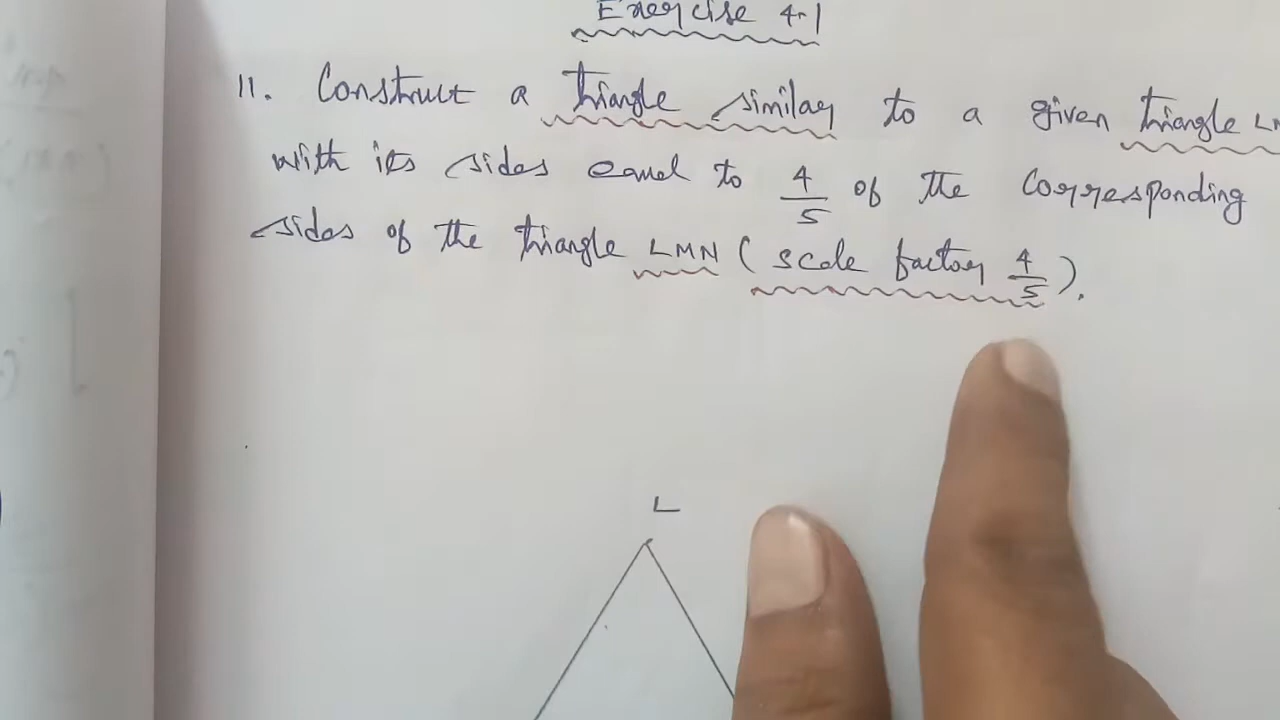 Exercise 4.1
11. Construct a triangle similar to a given triangle
with its sides equal to 4/5 of the corresponding
sides of the triangle LMN (scale factor 4/5).
L